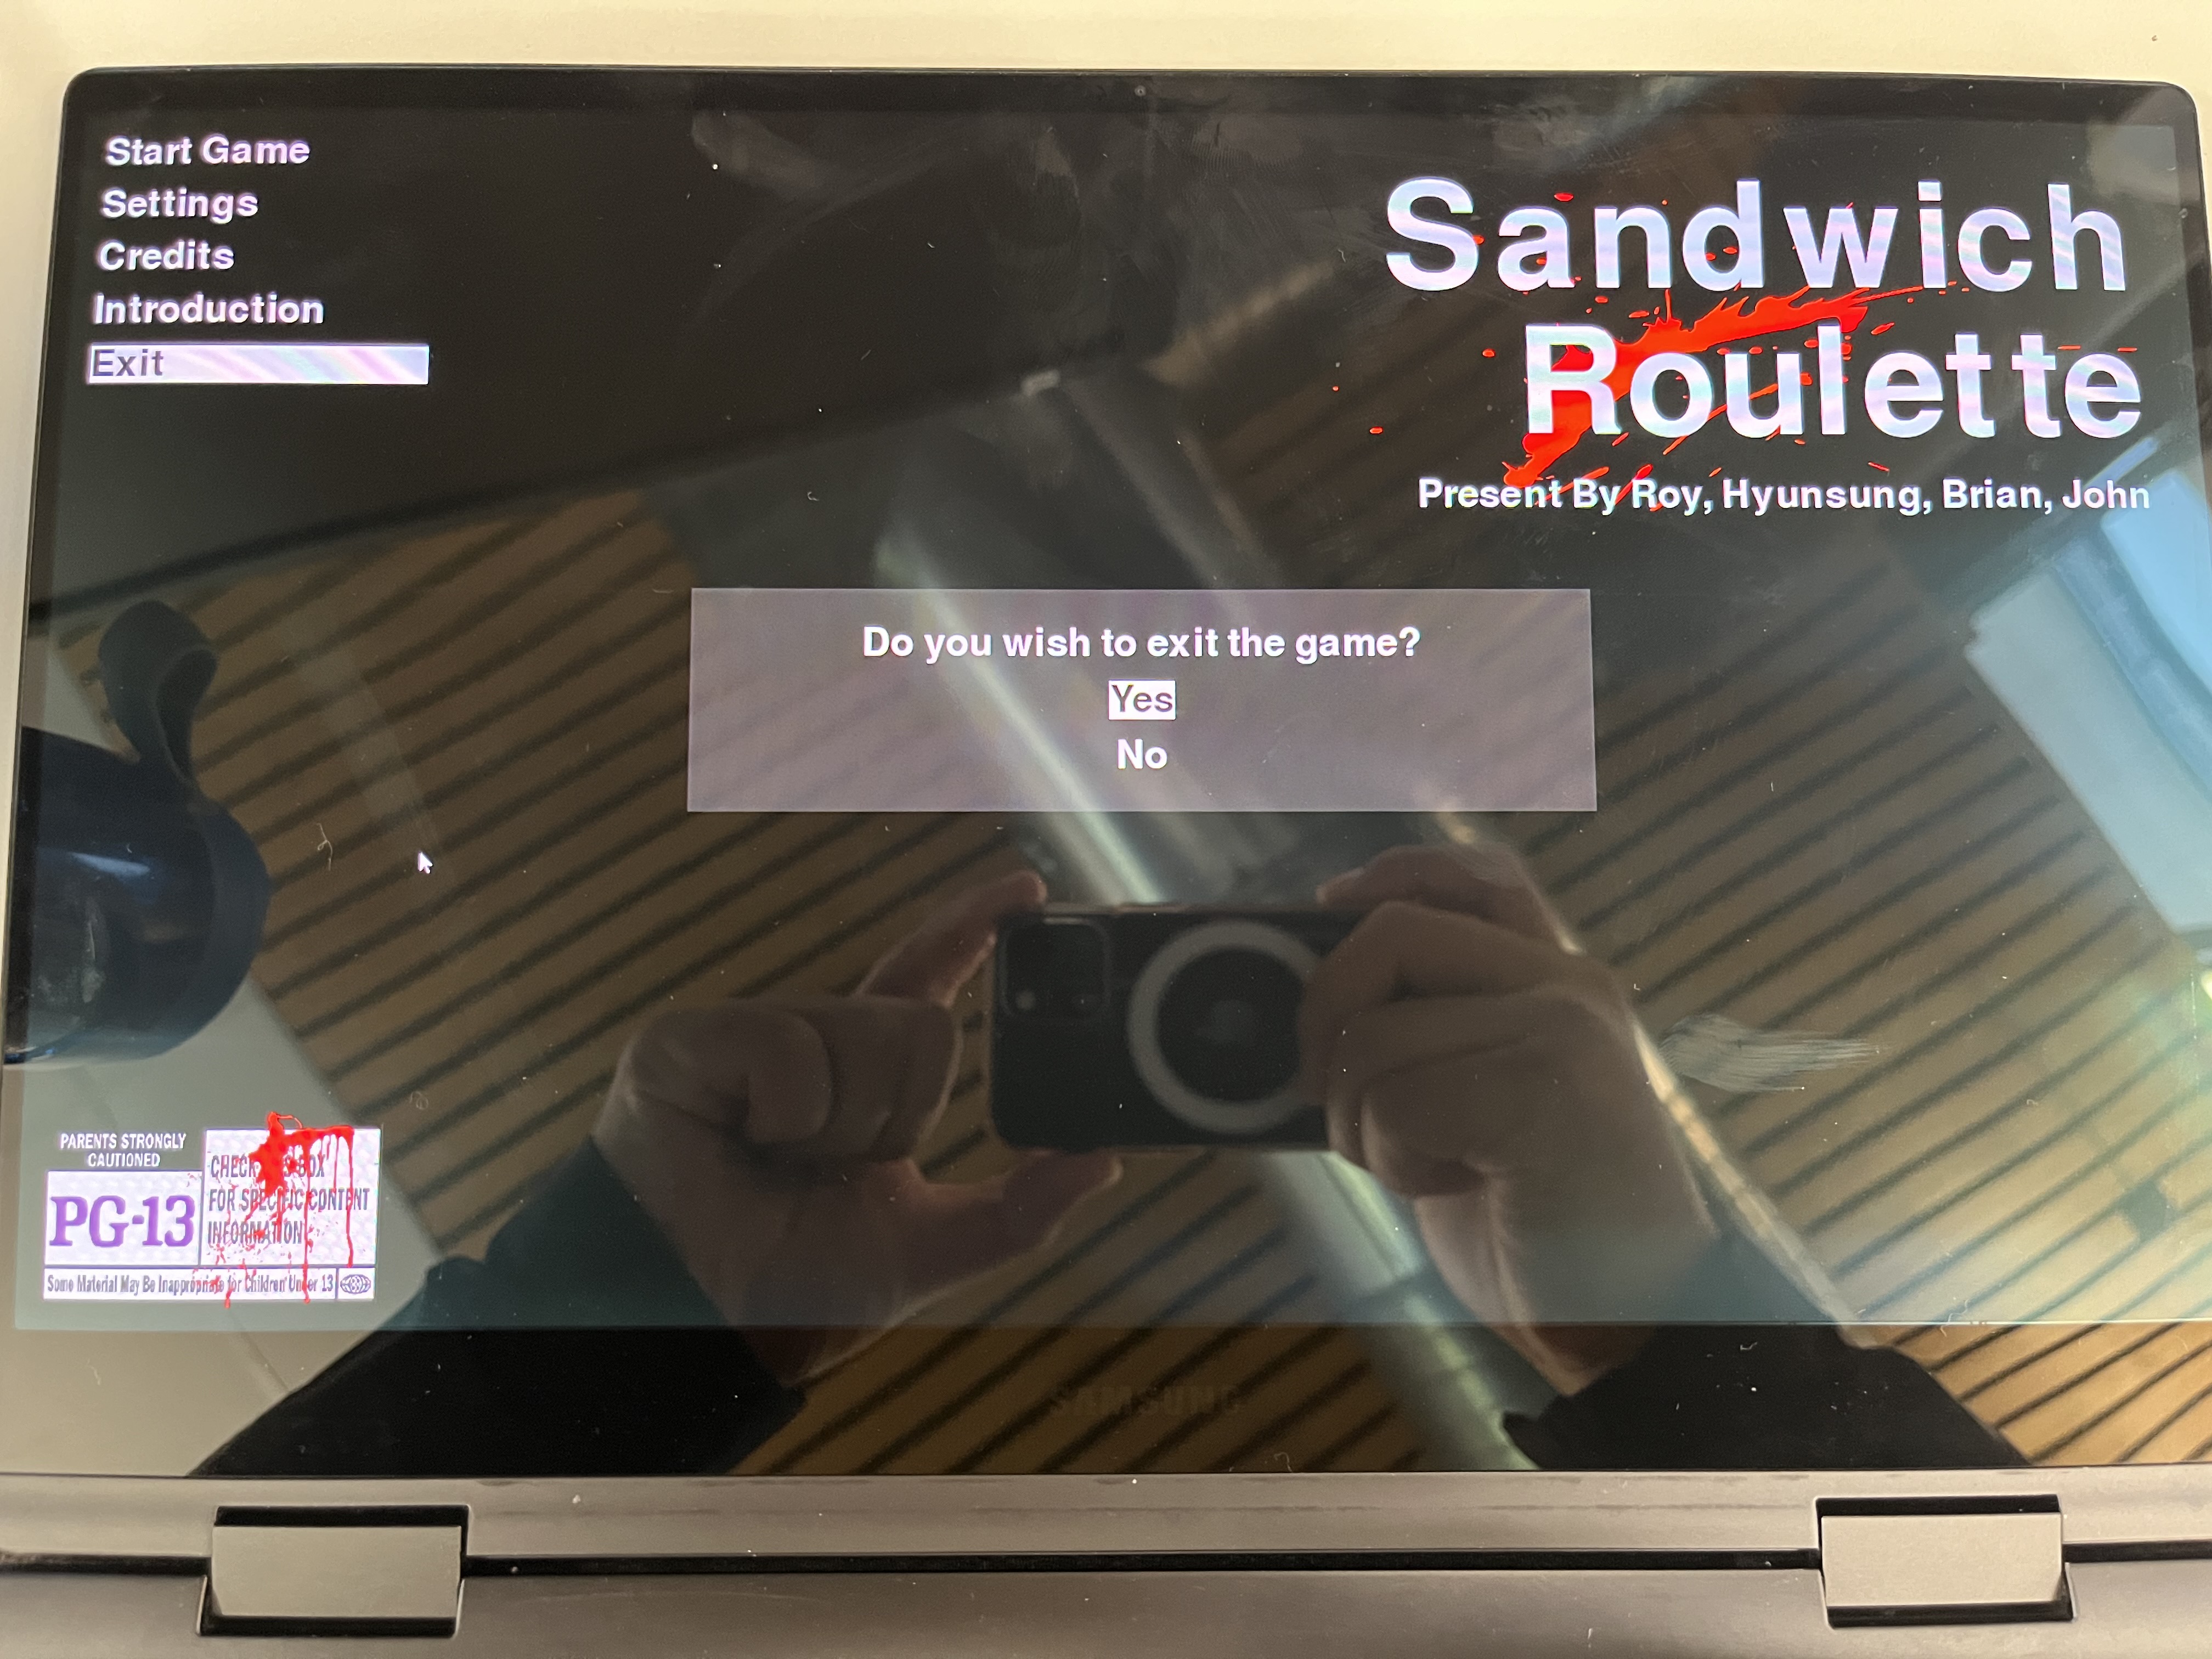 Start Game
Settings
Credits
Introduction
Exit
Sandwich
Roulette
Present By Roy, Hyunsung, Brian, John
Do you wish to exit the game?
Yes
No
PARENTS STRONGLY
CAUTIONED
PG-13
CHECK BOX
FOR SPECIFIC CONTENT
INFORMATION
Some Material May Be Inappropriate for Children Under 13